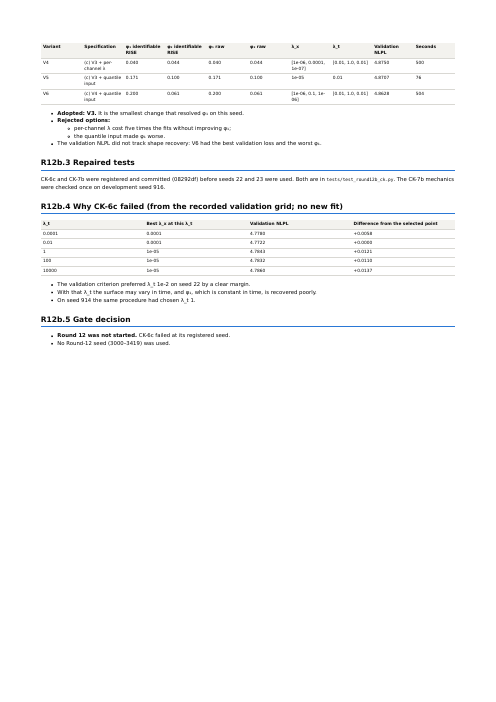 Variant Specification φ₁ identifiable φ₂ identifiable φ₁ raw φ₂ raw λ_x λ_t Validation Seconds
RISE RISE NLPL
V4 (c) V3 + per- 0.040 0.044 0.040 0.044 [1e-06, 0.0001, [0.01, 1.0, 0.01] 4.8750 500
channel λ 1e-07]
V5 (c) V3 + quantile 0.171 0.100 0.171 0.100 1e-05 0.01 4.8707 76
input
V6 (c) V3 + quantile 0.200 0.061 0.200 0.061 [1e-06, 0.1, 1e- [0.01, 1.0, 0.01] 4.8628 504
input 06]
• Adopted: V3. It is the smallest change that resolved on this seed.
• Rejected options:
per-channel λ cost five times the fits without improving
the quantile input made worse.
• The validation NLPL did not track shape recovery: V6 had the best validation loss and the worst
R12b.3 Repaired tests
CK-6c and CK-7b were registered and committed (08292df) before seeds 22 and 23 were used. Both are in tests/test_round12b_ck.py. The CK-7b mechanics
were checked once on development seed 916.
R12b.4 Why CK-6c failed (from the recorded validation grid; no new fit)
λ_t Best λ_x at this λ_t Validation NLPL Difference from the selected point
0.0001 0.0001 4.7780 +0.0058
0.01 0.0001 4.7722 +0.0000
1 1e-05 4.7843 +0.0121
100 1e-05 4.7832 +0.0110
10000 1e-05 4.7860 +0.0137
• The validation criterion preferred λ_t 1e-2 on seed 22 by a clear margin.
• With that λ_t the surface may vary in time, and which is constant in time, is recovered poorly.
• On seed 914 the same procedure had chosen λ_t 1.
R12b.5 Gate decision
• Round 12 was not started. CK-6c failed at its registered seed.
• No Round-12 seed (3000–3419) was used.